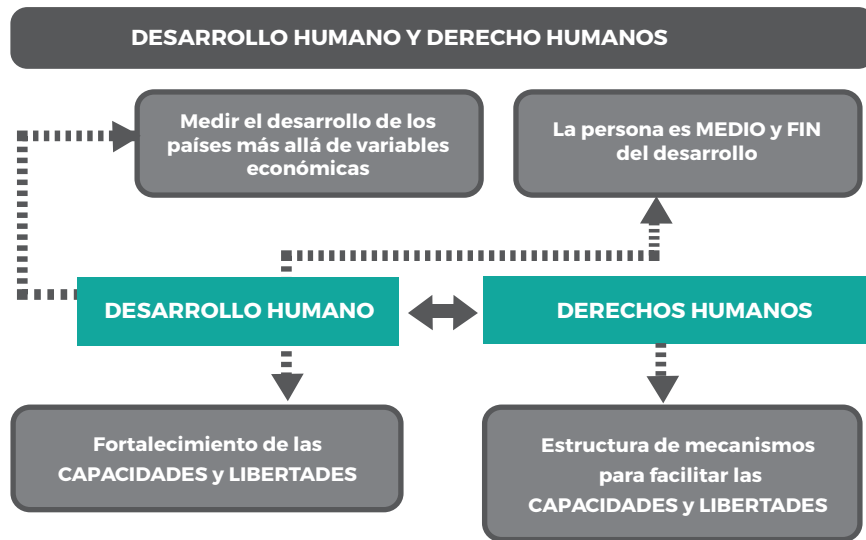 DESARROLLO HUMANO Y DERECHO HUMANOS
Medir el desarrollo de los
países más allá de variables
económicas
La persona es MEDIO y FIN
del desarrollo
DESARROLLO HUMANO
DERECHOS HUMANOS
Fortalecimiento de las
CAPACIDADES y LIBERTADES
Estructura de mecanismos
para facilitar las
CAPACIDADES y LIBERTADES